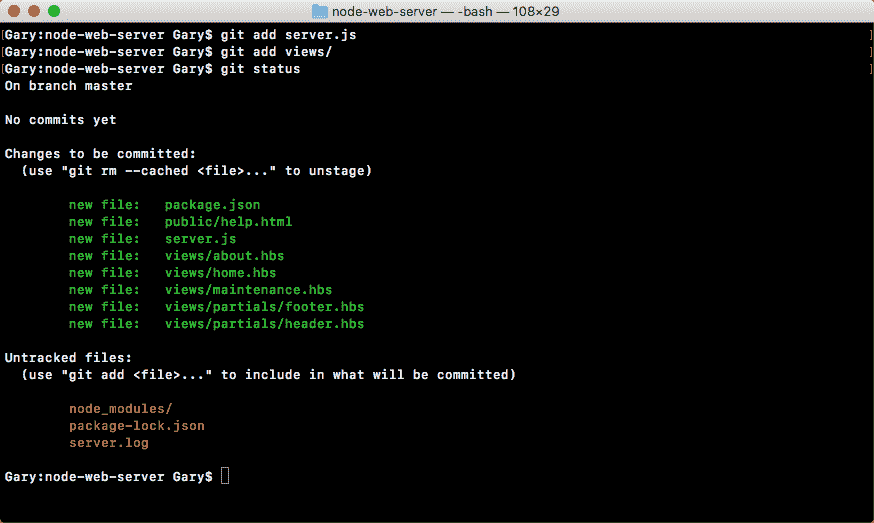 node-web-server — -bash — 108×29
[Gary:node-web-server Gary$ git add server.js ]
[Gary:node-web-server Gary$ git add views/ ]
[Gary:node-web-server Gary$ git status ]
On branch master
No commits yet
Changes to be committed:
(use "git rm --cached <file>..." to unstage)
new file:   package.json
new file:   public/help.html
new file:   server.js
new file:   views/about.hbs
new file:   views/home.hbs
new file:   views/maintenance.hbs
new file:   views/partials/footer.hbs
new file:   views/partials/header.hbs
Untracked files:
(use "git add <file>..." to include in what will be committed)
node_modules/
package-lock.json
server.log
Gary:node-web-server Gary$